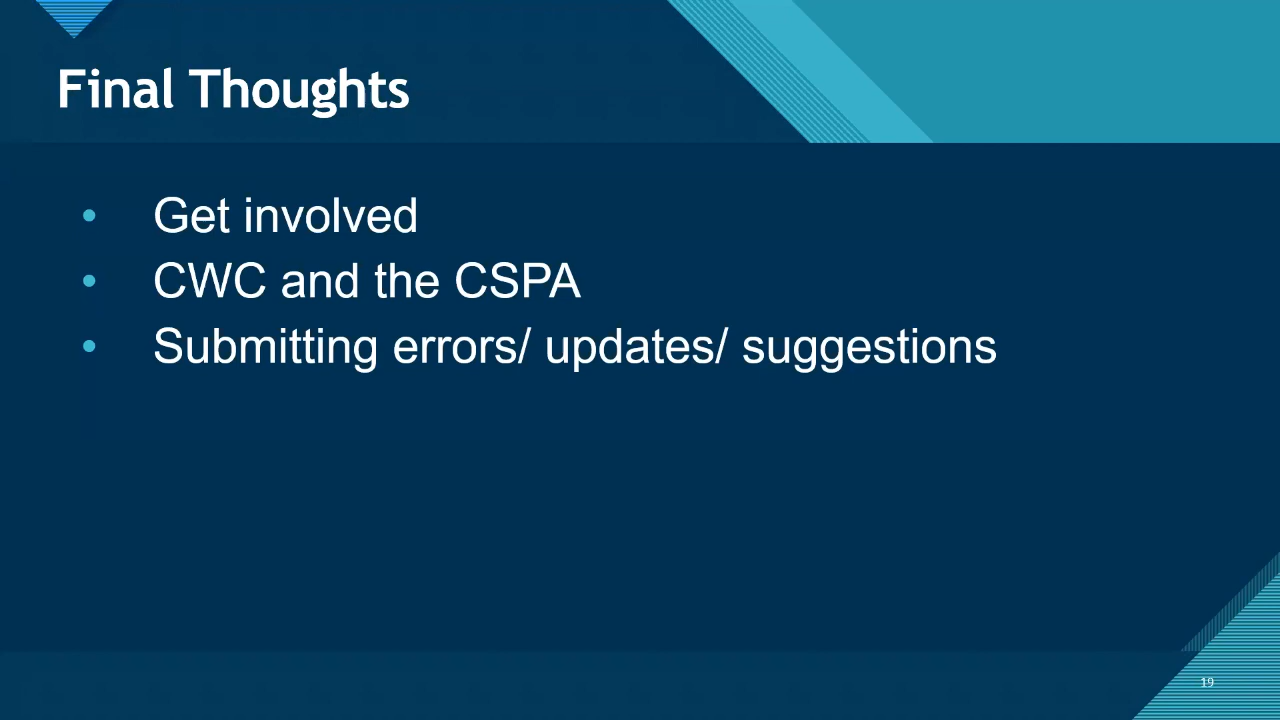 Final Thoughts
• Get involved
• CWC and the CSPA
• Submitting errors/ updates/ suggestions
19